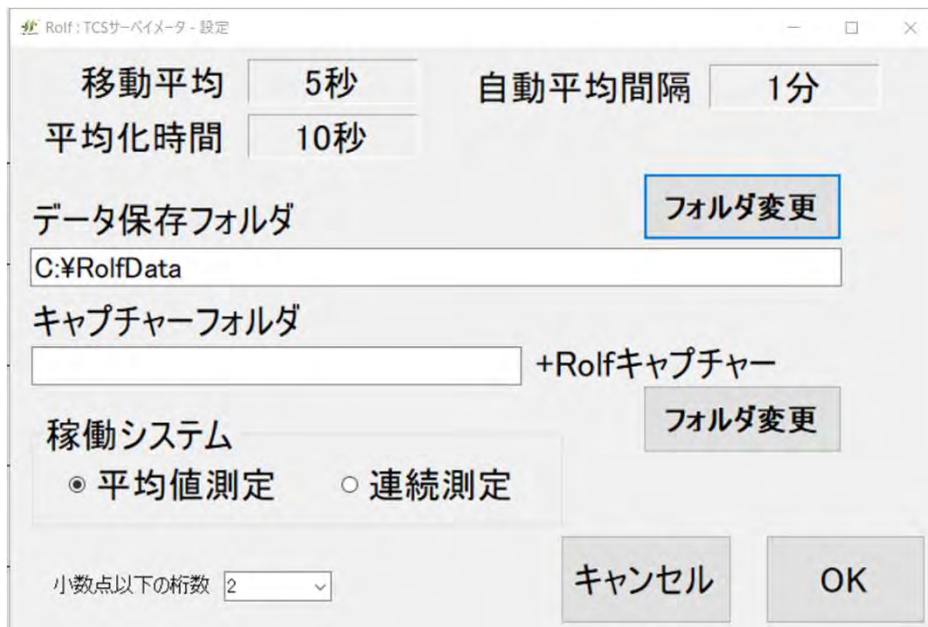 Rolf : TCSサーベイメータ - 設定
移動平均 5秒 自動平均間隔 1分
平均化時間 10秒
フォルダ変更
データ保存フォルダ
C:¥RolfData
キャプチャーフォルダ
+Rolfキャプチャー
フォルダ変更
稼働システム
平均値測定 連続測定
小数点以下の桁数 2
キャンセル OK